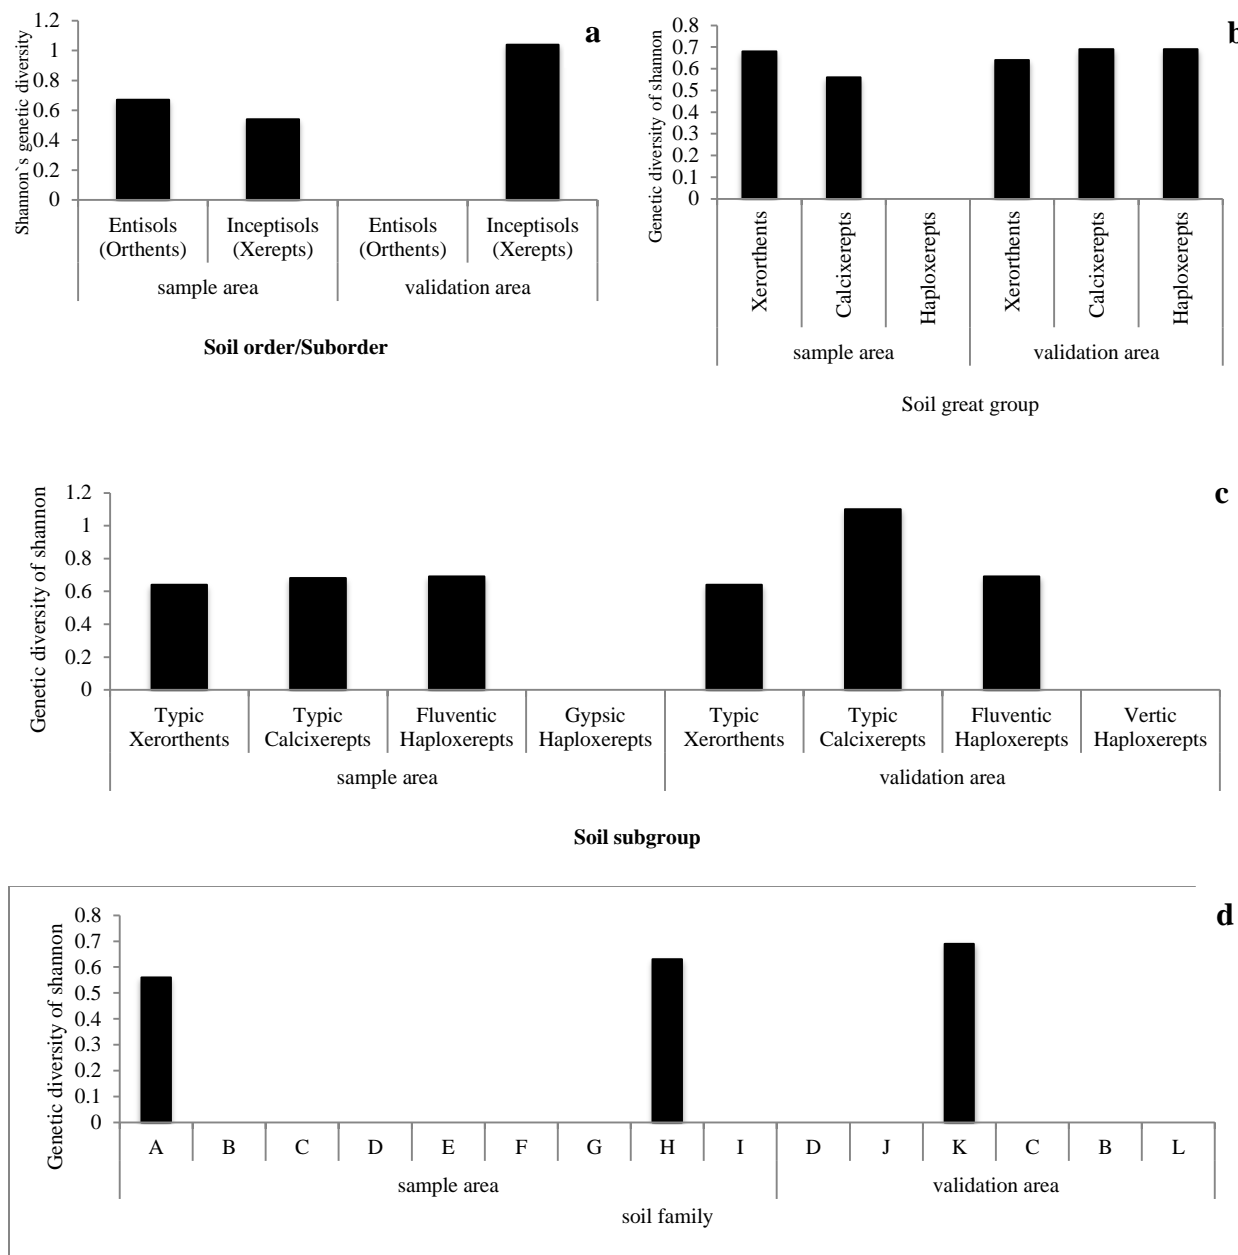 a
Shannon`s genetic diversity
1.2
1
0.8
0.6
0.4
0.2
0
Entisols (Orthents)
Inceptisols (Xerepts)
Entisols (Orthents)
Inceptisols (Xerepts)
sample area
validation area
Soil order/Suborder
b
Genetic diversity of shannon
0.8
0.7
0.6
0.5
0.4
0.3
0.2
0.1
0
Xerorthents
Calcixerepts
Haploxerepts
Xerorthents
Calcixerepts
Haploxerepts
sample area
validation area
Soil great group
c
Genetic diversity of shannon
1.2
1
0.8
0.6
0.4
0.2
0
Typic Xerorthents
Typic Calcixerepts
Fluventic Haploxerepts
Gypsic Haploxerepts
Typic Xerorthents
Typic Calcixerepts
Fluventic Haploxerepts
Vertic Haploxerepts
sample area
validation area
Soil subgroup
d
Genetic diversity of shannon
0.8
0.7
0.6
0.5
0.4
0.3
0.2
0.1
0
A B C D E F G H I D J K C B L
sample area
validation area
soil family